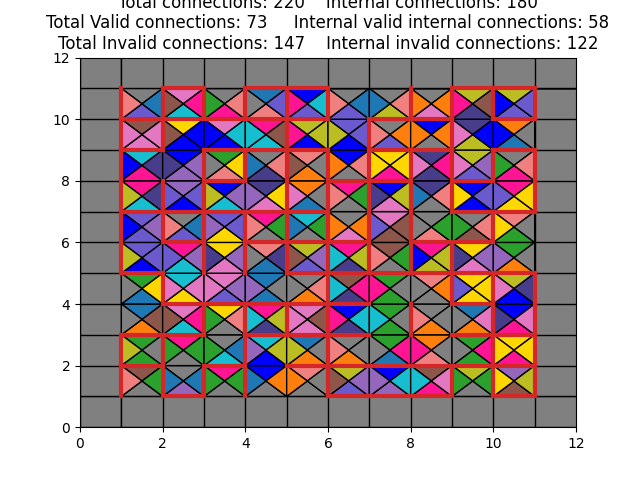 Total connections: 220    Internal connections: 180
Total Valid connections: 73     Internal valid internal connections: 58
Total Invalid connections: 147    Internal invalid connections: 122
12
10
8
6
4
2
0
0 2 4 6 8 10 12